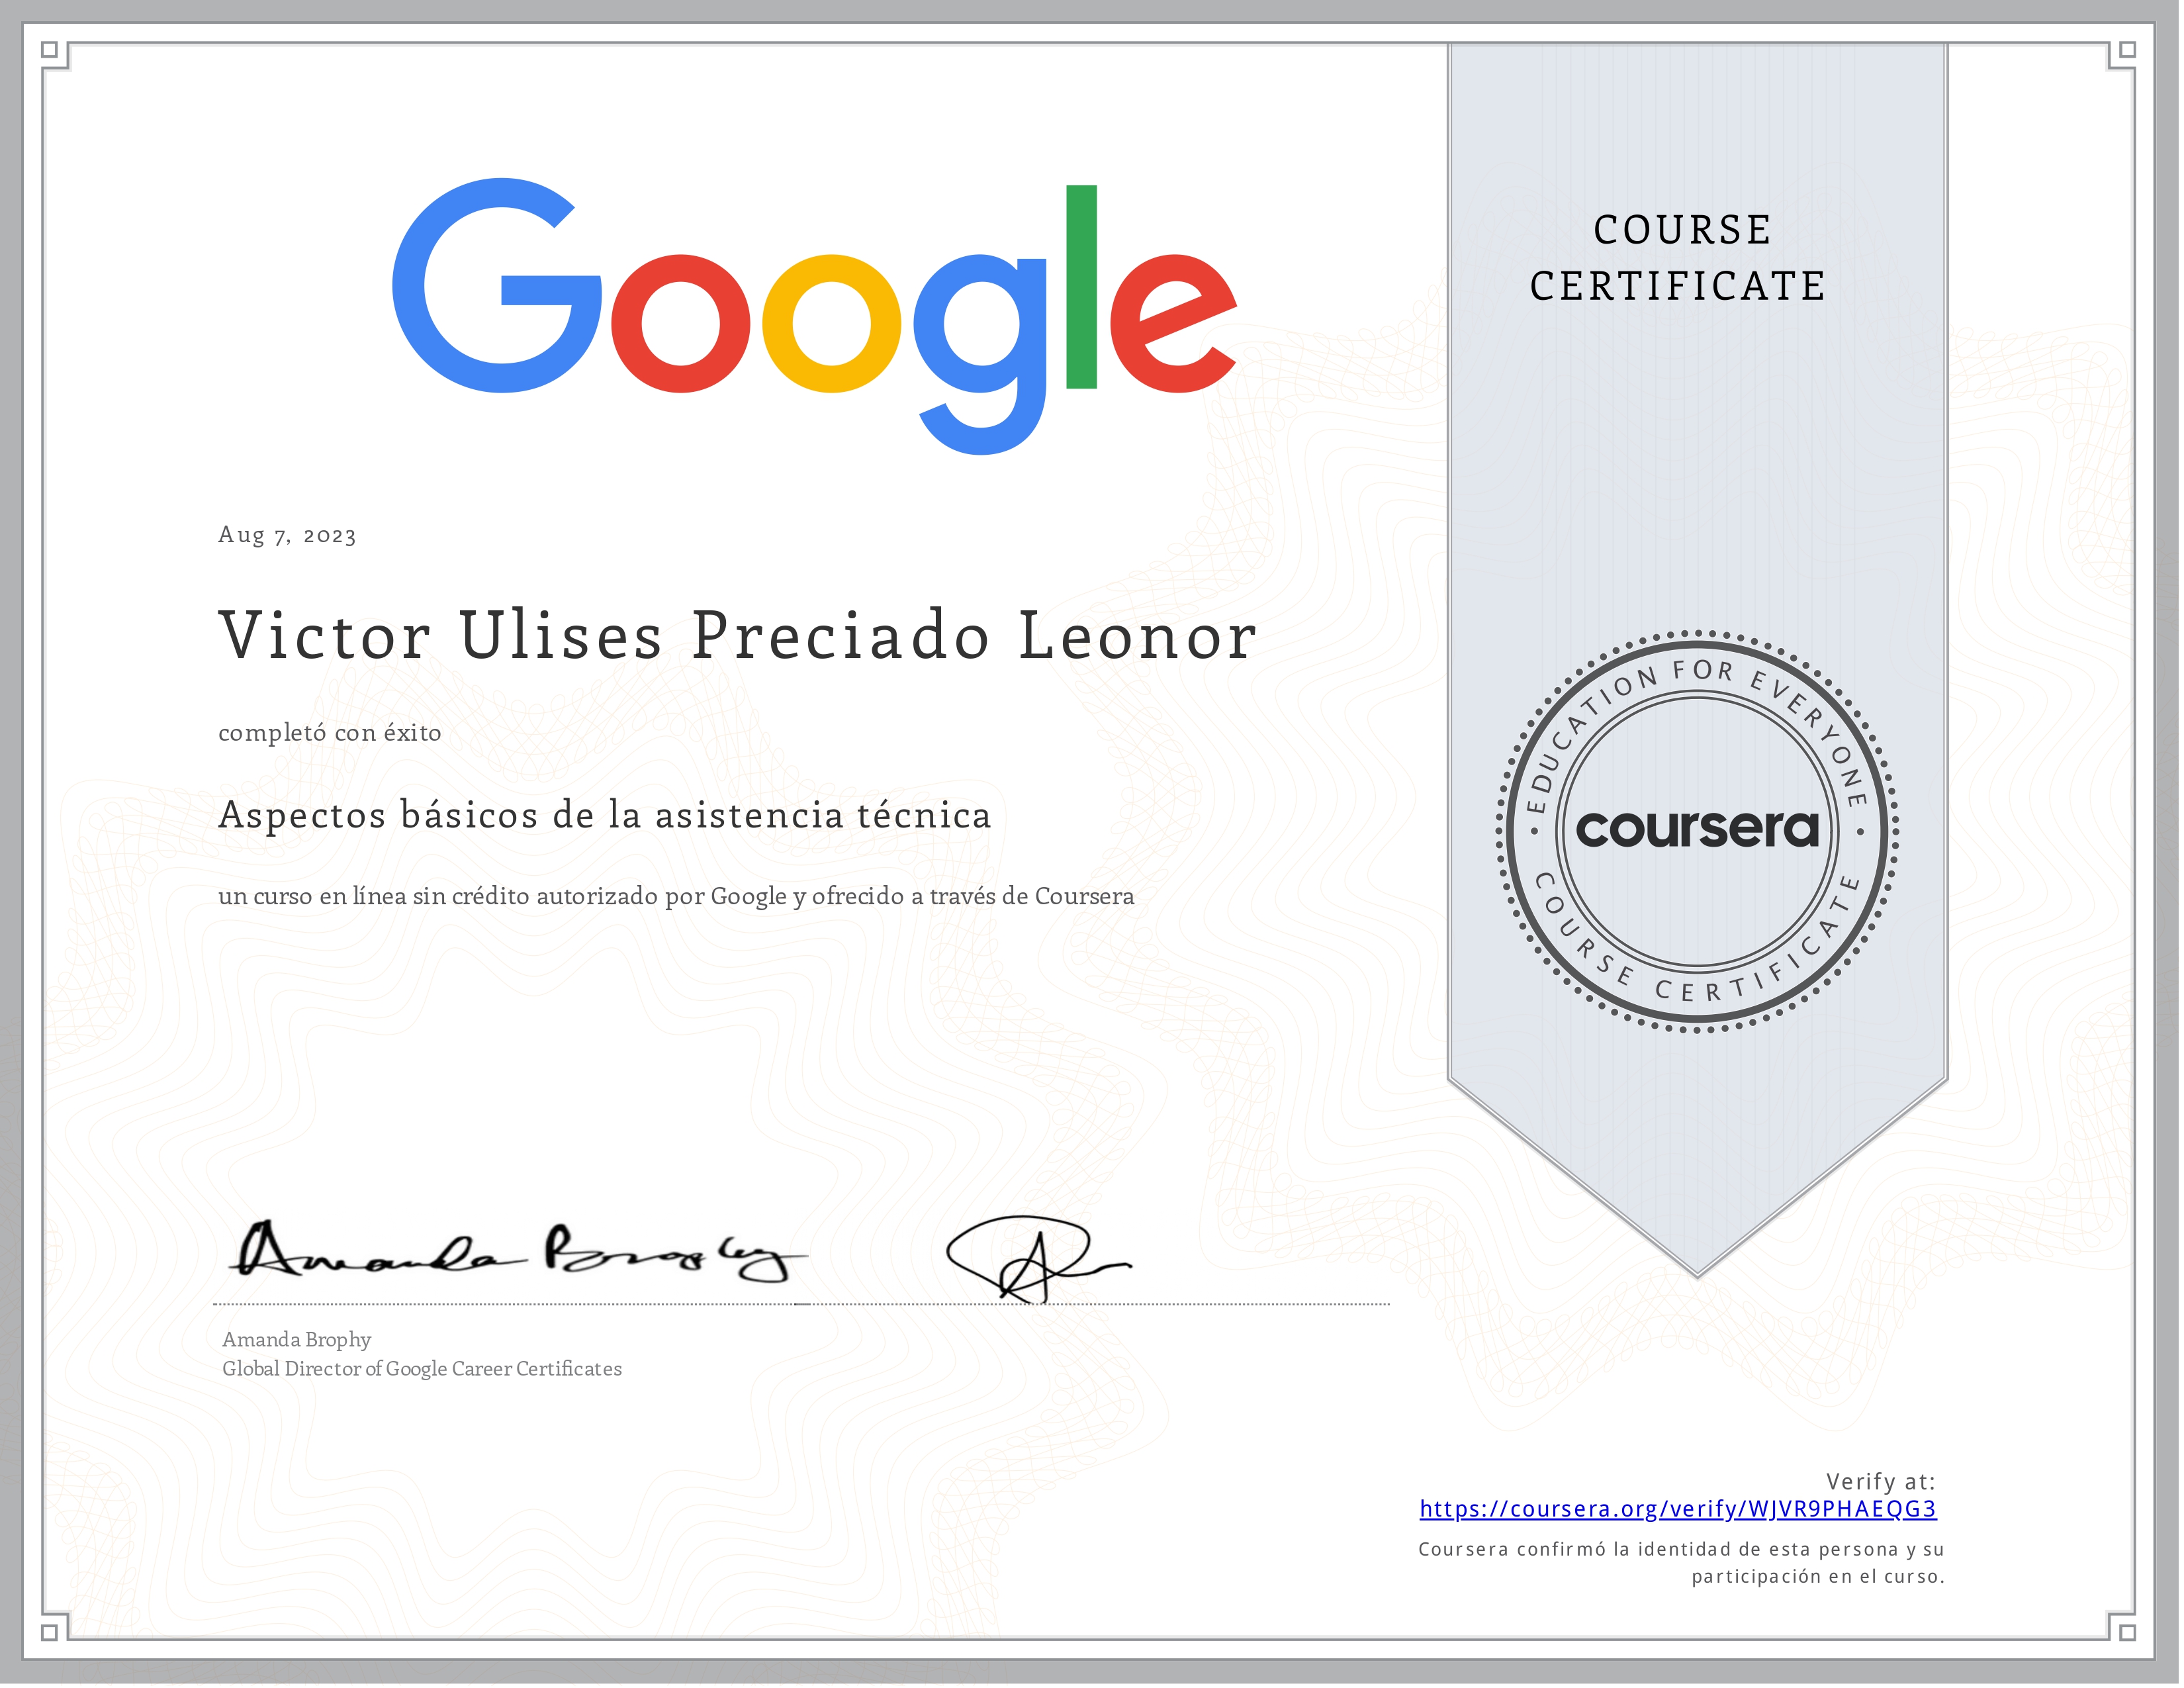 Google
COURSE
CERTIFICATE
Aug 7, 2023
Victor Ulises Preciado Leonor
completó con éxito
Aspectos básicos de la asistencia técnica
un curso en línea sin crédito autorizado por Google y ofrecido a través de Coursera
EDUCATION FOR EVERYONE
coursera
COURSE CERTIFICATE
Amanda Brophy
Amanda Brophy
Global Director of Google Career Certificates
Verify at:
https://coursera.org/verify/WJVR9PHAEQG3
Coursera confirmó la identidad de esta persona y su
participación en el curso.